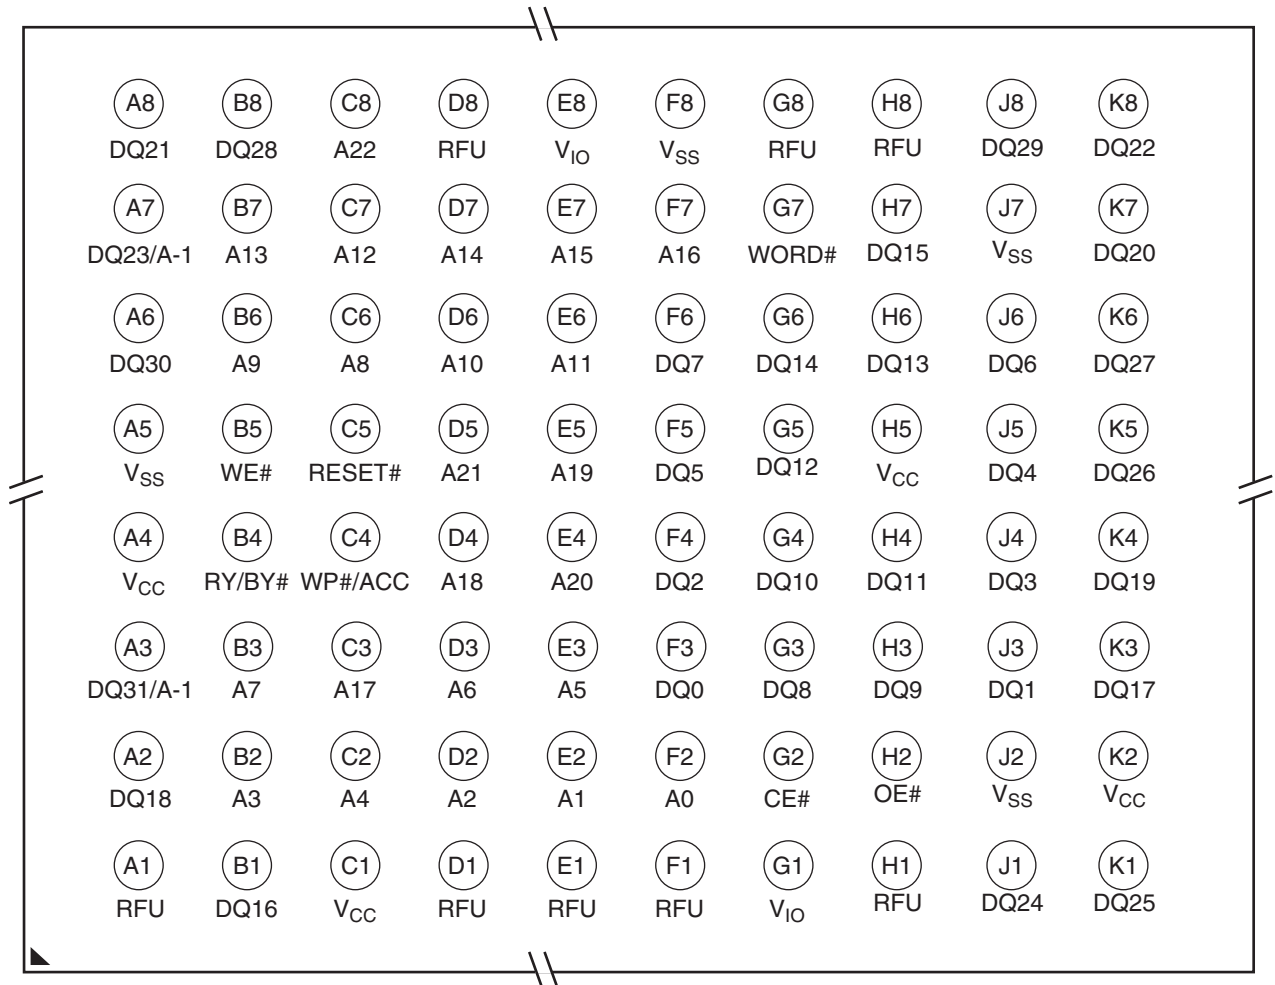 A8 B8 C8 D8 E8 F8 G8 H8 J8 K8
DQ21 DQ28 A22 RFU VIO VSS RFU RFU DQ29 DQ22
A7 B7 C7 D7 E7 F7 G7 H7 J7 K7
DQ23/A-1 A13 A12 A14 A15 A16 WORD# DQ15 VSS DQ20
A6 B6 C6 D6 E6 F6 G6 H6 J6 K6
DQ30 A9 A8 A10 A11 DQ7 DQ14 DQ13 DQ6 DQ27
A5 B5 C5 D5 E5 F5 G5 H5 J5 K5
VSS WE# RESET# A21 A19 DQ5 DQ12 VCC DQ4 DQ26
A4 B4 C4 D4 E4 F4 G4 H4 J4 K4
VCC RY/BY# WP#/ACC A18 A20 DQ2 DQ10 DQ11 DQ3 DQ19
A3 B3 C3 D3 E3 F3 G3 H3 J3 K3
DQ31/A-1 A7 A17 A6 A5 DQ0 DQ8 DQ9 DQ1 DQ17
A2 B2 C2 D2 E2 F2 G2 H2 J2 K2
DQ18 A3 A4 A2 A1 A0 CE# OE# VSS VCC
A1 B1 C1 D1 E1 F1 G1 H1 J1 K1
RFU DQ16 VCC RFU RFU RFU VIO RFU DQ24 DQ25